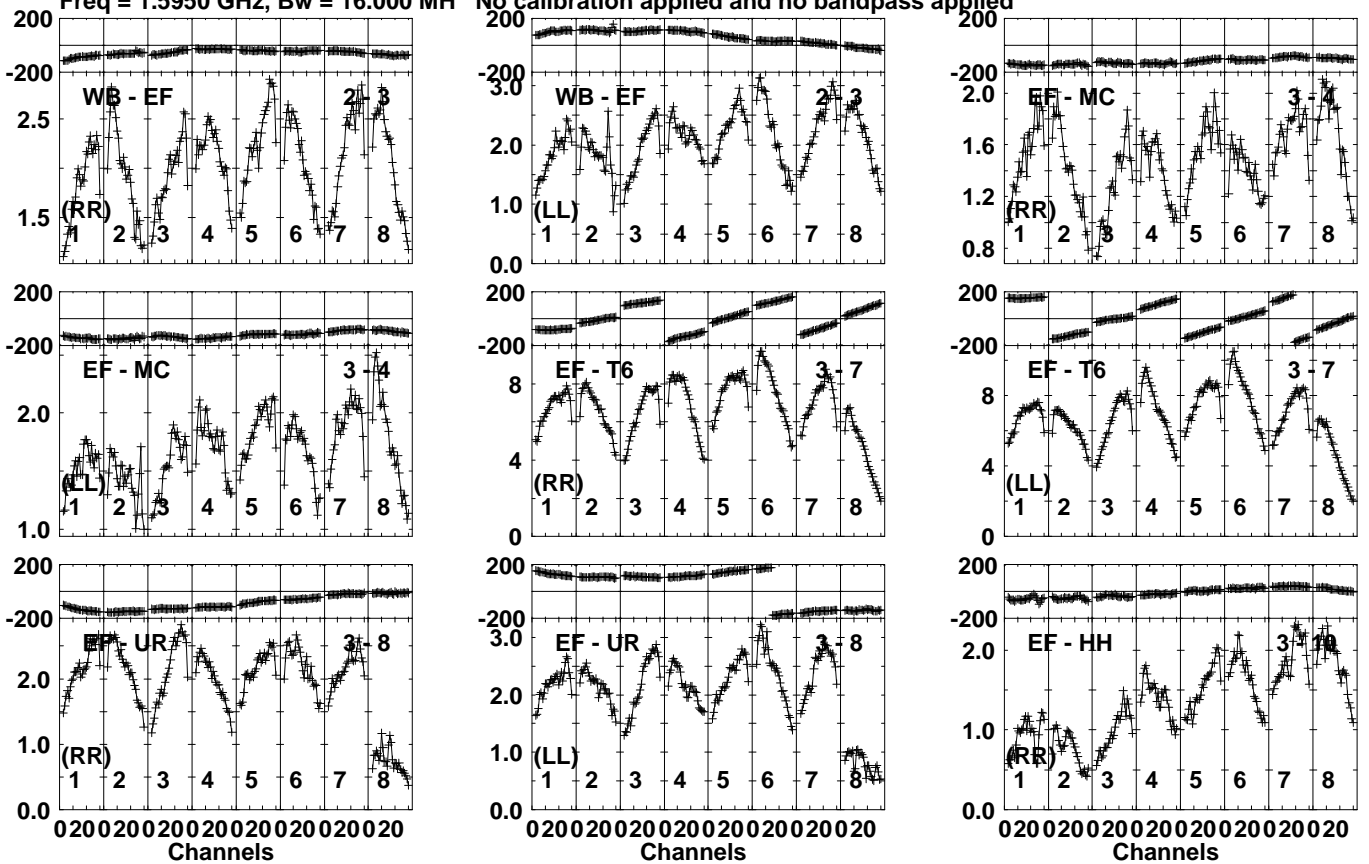 Freq = 1.5950 GHz, Bw = 16.000 MH No calibration applied and no bandpass applied
200
-200
WB - EF 2 - 3
2.5
1.5
(RR)
1 2 3 4 5 6 7 8
200
-200
WB - EF 2 - 3
3.0
2.0
1.0
0.0
(LL)
1 2 3 4 5 6 7 8
200
-200
EF - MC 3 - 4
2.0
1.6
1.2
0.8
(RR)
1 2 3 4 5 6 7 8
200
-200
EF - MC 3 - 4
2.0
1.0
(LL)
1 2 3 4 5 6 7 8
200
-200
EF - T6 3 - 7
8
4
0
(RR)
1 2 3 4 5 6 7 8
200
-200
EF - T6 3 - 7
8
4
0
(LL)
1 2 3 4 5 6 7 8
200
-200
EF - UR 3 - 8
2.0
1.0
0.0
(RR)
1 2 3 4 5 6 7 8
0 20 0 20 0 20 0 20 0 20 0 20 0 20 0 20
Channels
200
-200
EF - UR 3 - 8
3.0
2.0
1.0
0.0
(LL)
1 2 3 4 5 6 7 8
0 20 0 20 0 20 0 20 0 20 0 20 0 20 0 20
Channels
200
-200
EF - HH 3 - 10
2.0
1.0
0.0
(RR)
1 2 3 4 5 6 7 8
0 20 0 20 0 20 0 20 0 20 0 20 0 20 0 20
Channels